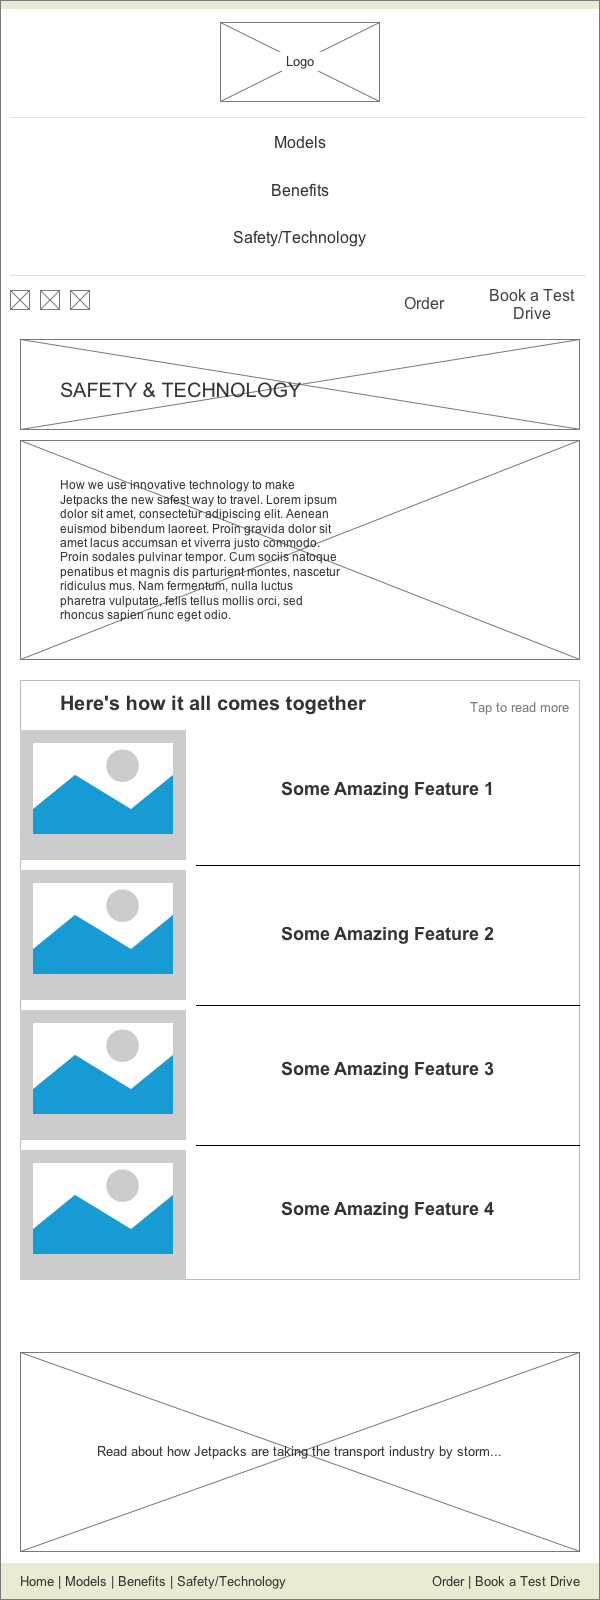 Logo
Models
Benefits
Safety/Technology
Order
Book a Test
Drive
SAFETY & TECHNOLOGY
How we use innovative technology to make
Jetpacks the new safest way to travel. Lorem ipsum
dolor sit amet, consectetur adipiscing elit. Aenean
euismod bibendum laoreet. Proin gravida dolor sit
amet lacus accumsan et viverra justo commodo.
Proin sodales pulvinar tempor. Cum sociis natoque
penatibus et magnis dis parturient montes, nascetur
ridiculus mus. Nam fermentum, nulla luctus
pharetra vulputate, felis tellus mollis orci, sed
rhoncus sapien nunc eget odio.
Here's how it all comes together
Tap to read more
Some Amazing Feature 1
Some Amazing Feature 2
Some Amazing Feature 3
Some Amazing Feature 4
Read about how Jetpacks are taking the transport industry by storm...
Home | Models | Benefits | Safety/Technology
Order | Book a Test Drive